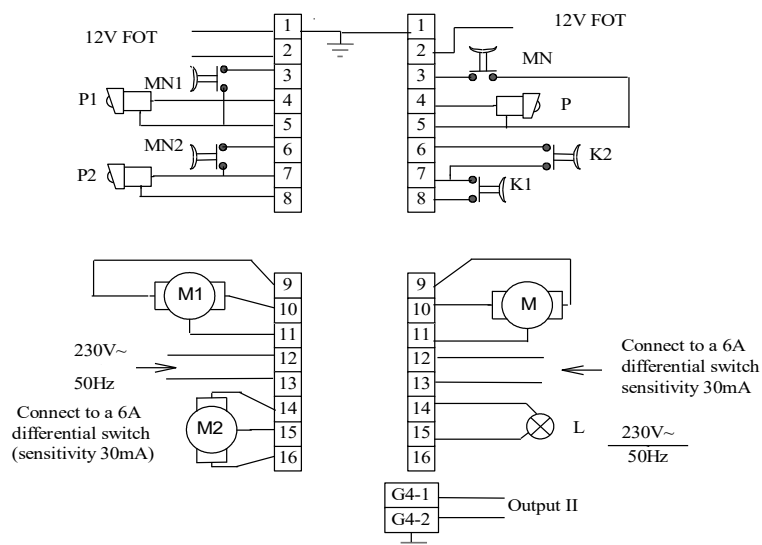 12V FOT
MN1
P1
MN2
P2
1
2
3
4
5
6
7
8
1
2
3
4
5
6
7
8
12V FOT
MN
P
K2
K1
M1
230V~
50Hz
Connect to a 6A
differential switch
(sensitivity 30mA)
M2
9
10
11
12
13
14
15
16
9
10
11
12
13
14
15
16
M
Connect to a 6A
differential switch
sensitivity 30mA
L
230V~
50Hz
G4-1
G4-2
Output II